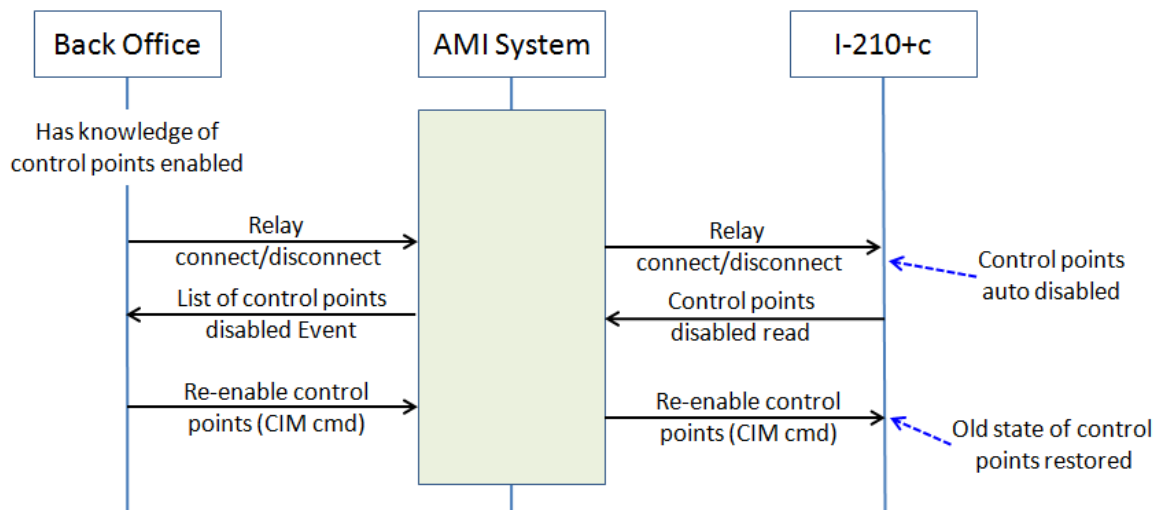 Back Office
AMI System
I-210+c
Has knowledge of
control points enabled
Relay
connect/disconnect
Relay
connect/disconnect
Control points
auto disabled
List of control points
disabled Event
Control points
disabled read
Re-enable control
points (CIM cmd)
Re-enable control
points (CIM cmd)
Old state of control
points restored